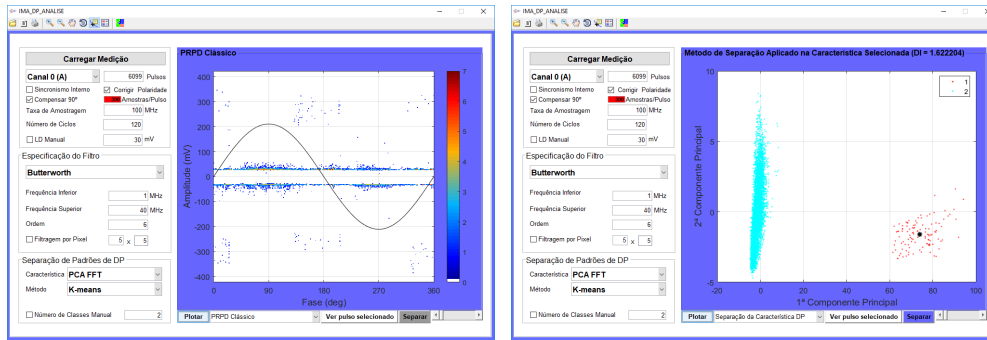 IMA_DP_ANALISE
Carregar Medição
Canal 0 (A) 6099 Pulsos
Sincronismo Interno Corrigir Polaridade
Compensar 90° Amostras/Pulso
Taxa de Amostragem 100 MHz
Número de Ciclos 120
LD Manual 30 mV
Especificação do Filtro
Butterworth
Frequência Inferior 1 MHz
Frequência Superior 40 MHz
Ordem 6
Filtragem por Pixel 5 x 5
Separação de Padrões de DP
Característica PCA FFT
Método K-means
Número de Classes Manual 2
PRPD Clássico
400
300
200
100
0
-100
-200
-300
-400
Amplitude (mV)
0 90 180 270 360
Fase (deg)
7
6
5
4
3
2
1
0
Plotar PRPD Clássico Ver pulso selecionado Separar
IMA_DP_ANALISE
Carregar Medição
Canal 0 (A) 6099 Pulsos
Sincronismo Interno Corrigir Polaridade
Compensar 90° Amostras/Pulso
Taxa de Amostragem 100 MHz
Número de Ciclos 120
LD Manual 30 mV
Especificação do Filtro
Butterworth
Frequência Inferior 1 MHz
Frequência Superior 40 MHz
Ordem 6
Filtragem por Pixel 5 x 5
Separação de Padrões de DP
Característica PCA FFT
Método K-means
Número de Classes Manual 2
Método de Separação Aplicado na Característica Selecionada (DI = 1.622204)
10
5
0
-5
2ª Componente Principal
-20 0 20 40 60 80 100
1ª Componente Principal
1
2
Plotar Separação da Característica DP Ver pulso selecionado Separar